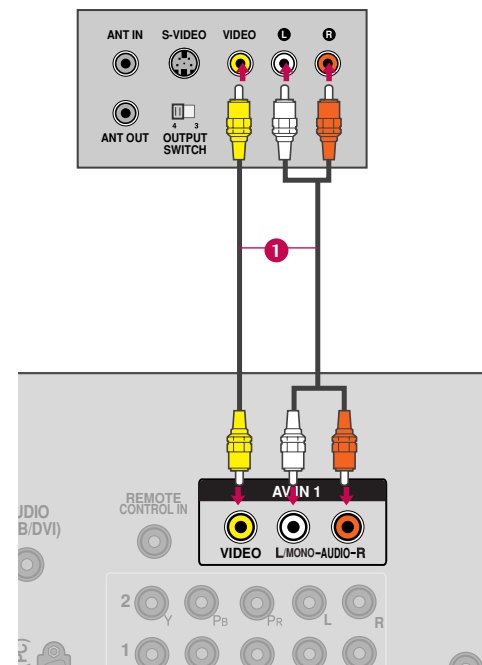 ANT IN S-VIDEO VIDEO L R
ANT OUT
4 3
OUTPUT
SWITCH
1
AV IN 1
VIDEO L/MONO-AUDIO-R
REMOTE
CONTROL IN
UDIO
B/DVI)
2 Y PB PR L R
1